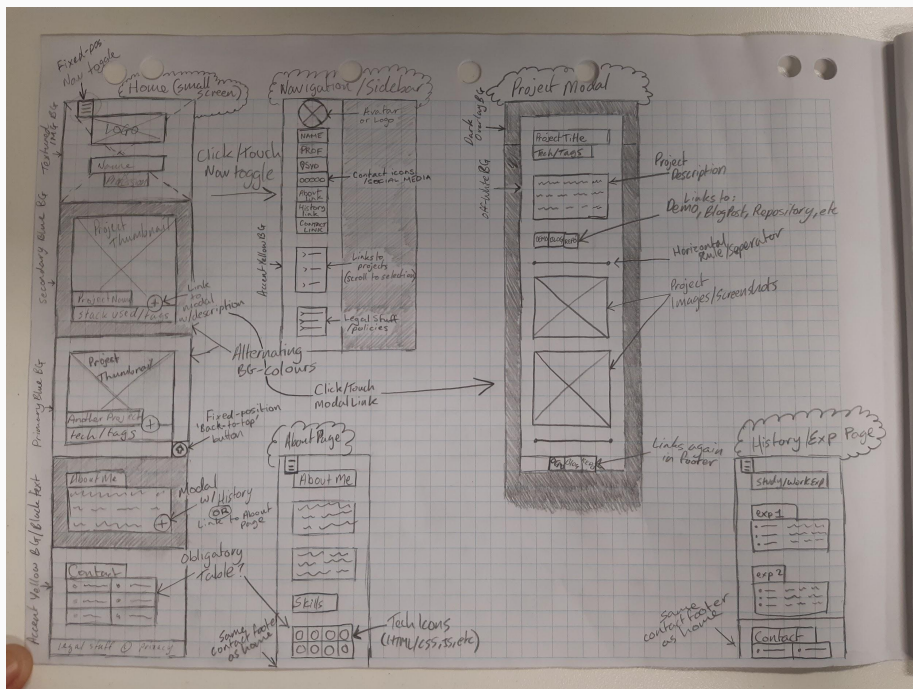 Fixed-pos
Nav toggle
Home (small
screen)
Textured
IMG BG
LOGO
Name
Secondary Blue BG
Project
Thumbnail
Project Name
stack used/tags
Link
to
modal
w/description
Primary Blue BG
Project
Thumbnail
Another Project
tech/tags
Alternating
BG-colours
'Fixed-position
'Back-to-top'
button
Accent Yellow BG/Black text
About Me
Modal
w/History
OR
Link to About
Page
Contact
Obligatory
Table?
legal stuff & privacy
Navigation/Sidebar
Click/Touch
Nav toggle
Avatar
or Logo
NAME
PROF
Contact icons
/SOCIAL MEDIA
About
Link
History
link
CONTACT
LINK
Accent Yellow BG
Links to
projects
(scroll to selection)
Legal Stuff
/policies
Click/Touch
Modal Link
About Page
About Me
Skills
Tech Icons
(HTML/CSS, JS, etc)
Same
contact footer
as home
Project Modal
Dark
Overlay BG
Project Title
Tech/Tags
Off-White BG
Project
Description
Links to:
Demo, BlogPost, Repository, etc
DEMO BLOG REPO
Horizontal
Rule/Seperator
Project
Images/Screenshots
Links again
in Footer
History/Exp Page
Study/Work Exp
exp 1
exp 2
Same
contact footer
as home
Contact